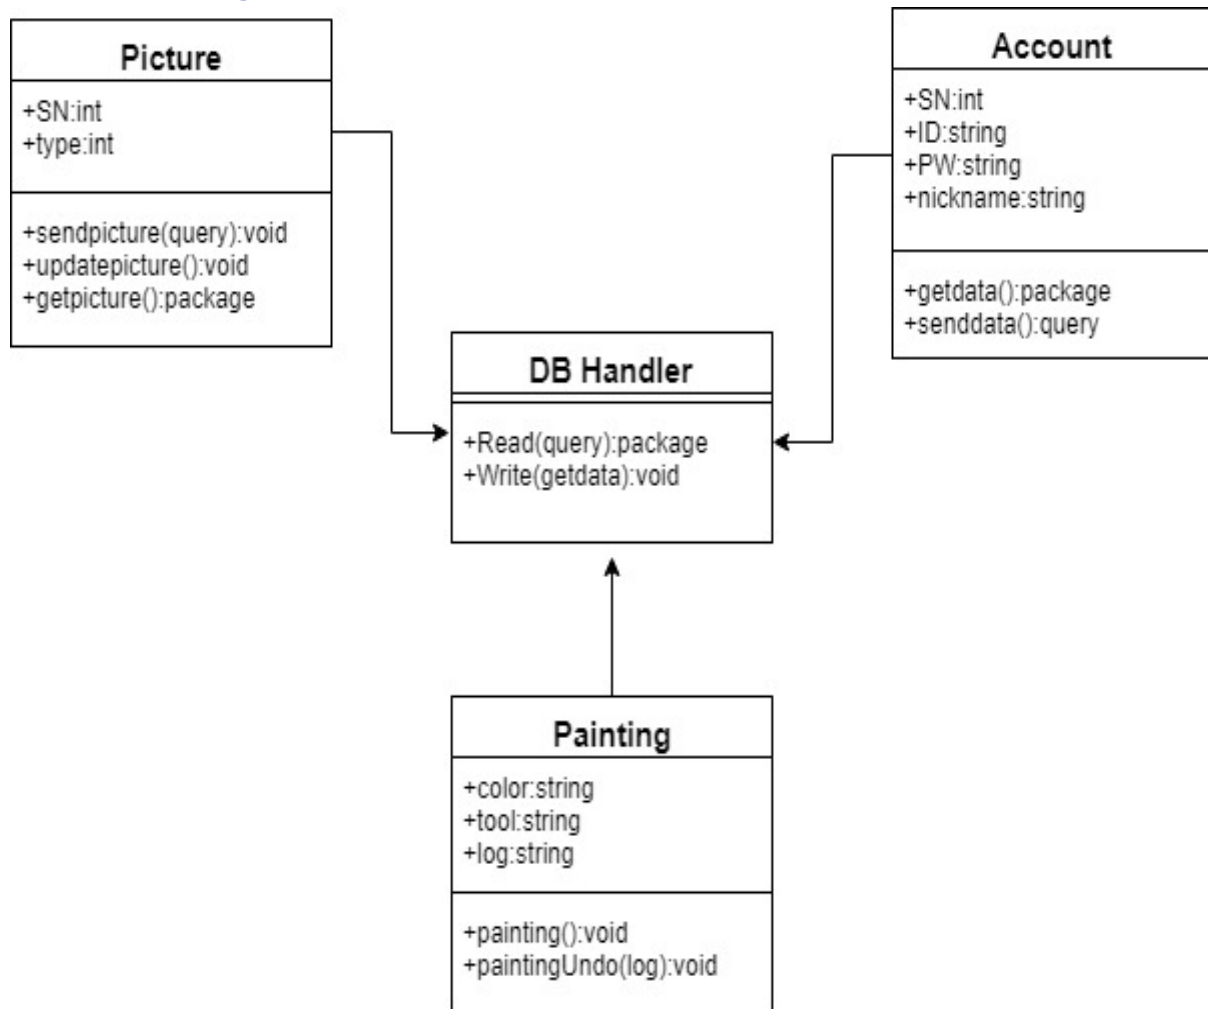 Picture
+SN:int
+type:int
+sendpicture(query):void
+updatepicture():void
+getpicture():package
Account
+SN:int
+ID:string
+PW:string
+nickname:string
+getdata():package
+senddata():query
DB Handler
+Read(query):package
+Write(getdata):void
Painting
+color:string
+tool:string
+log:string
+painting():void
+paintingUndo(log):void